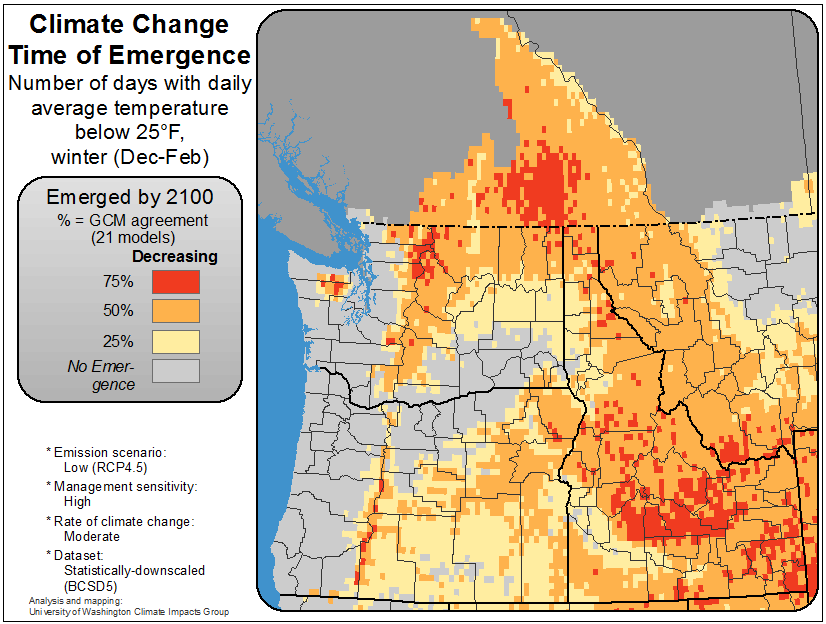 Climate Change
Time of Emergence
Number of days with daily
average temperature
below 25°F,
winter (Dec-Feb)
Emerged by 2100
% = GCM agreement
(21 models)
Decreasing
75%
50%
25%
No Emer-
gence
* Emission scenario:
Low (RCP4.5)
* Management sensitivity:
High
* Rate of climate change:
Moderate
* Dataset:
Statistically-downscaled
(BCSD5)
Analysis and mapping:
University of Washington Climate Impacts Group